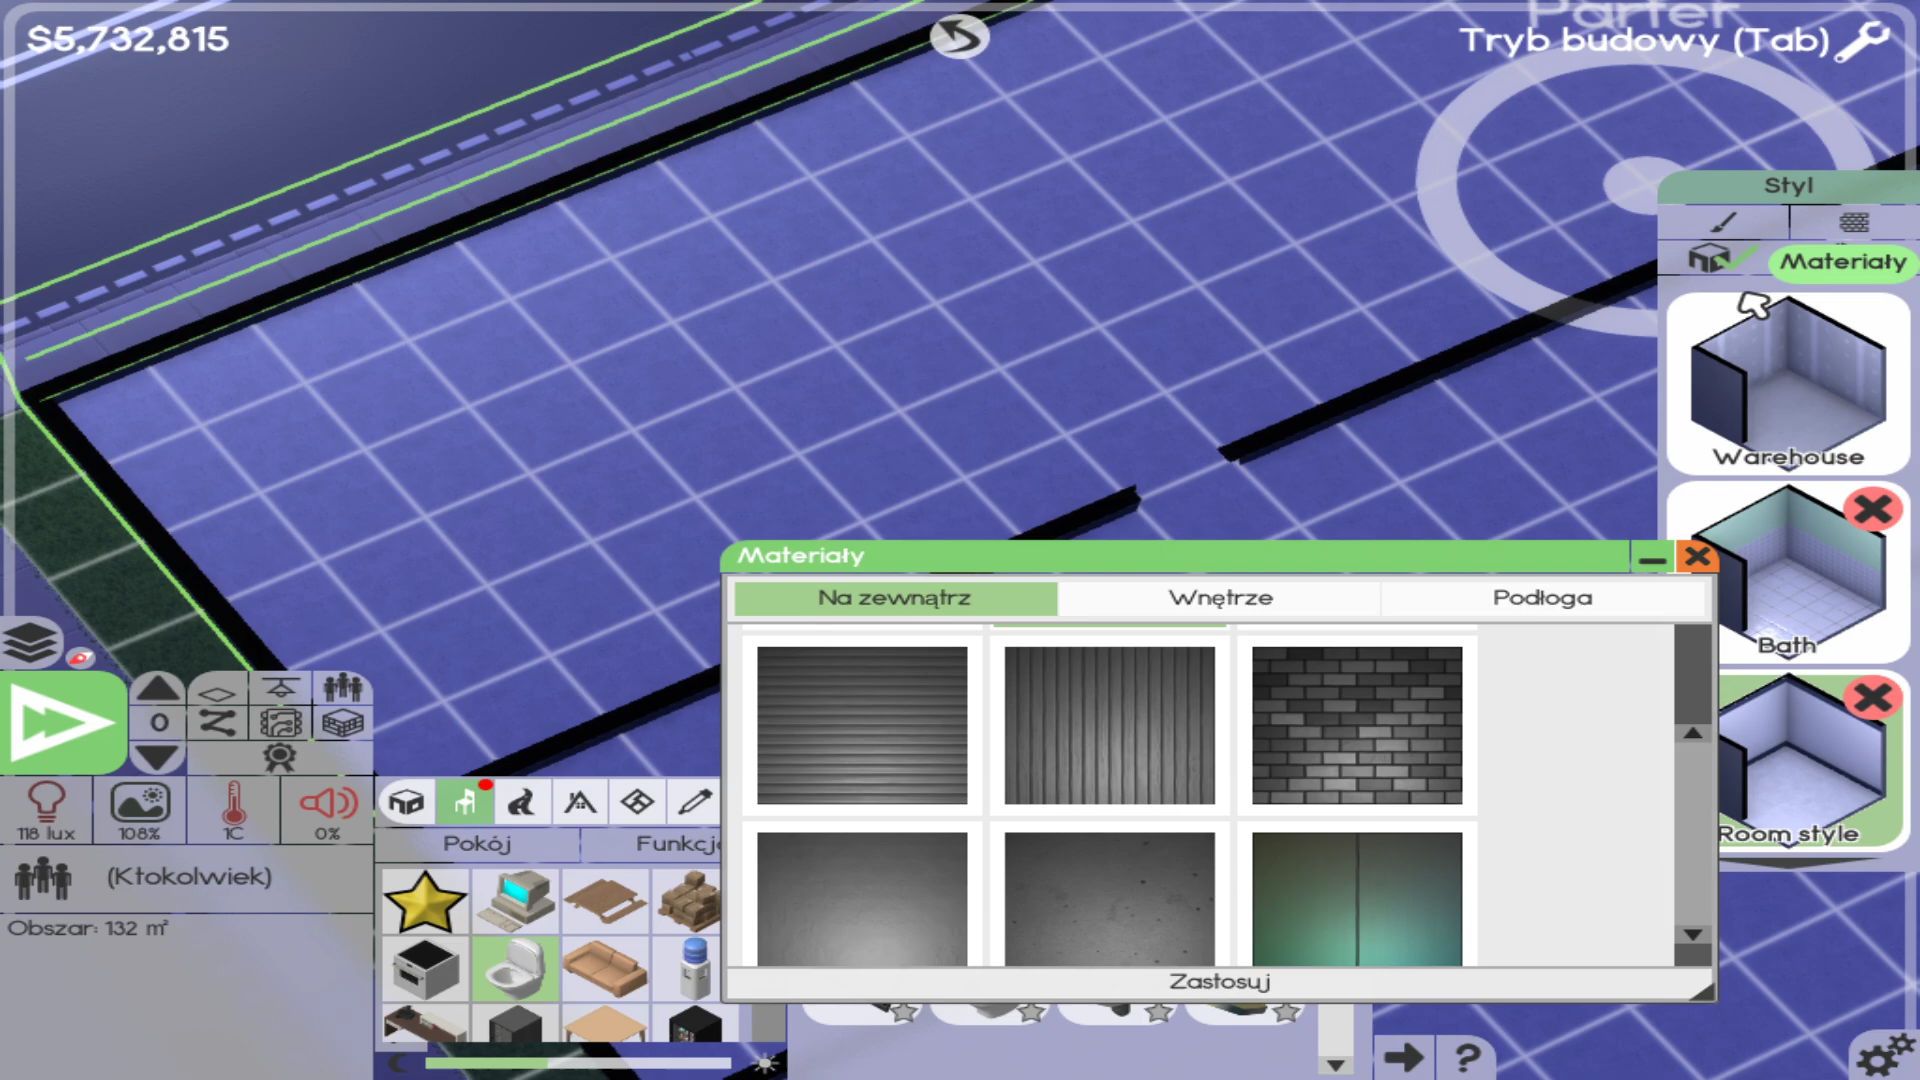 $5,732,815
Parter
Tryb budowy (Tab)
Styl
Materiały
Warehouse
Bath
Room style
Materiały
Na zewnątrz
Wnętrze
Podłoga
Zastosuj
0
118 lux
108%
1C
0%
(Ktokolwiek)
Obszar: 132 m²
Pokój
Funkcj
?